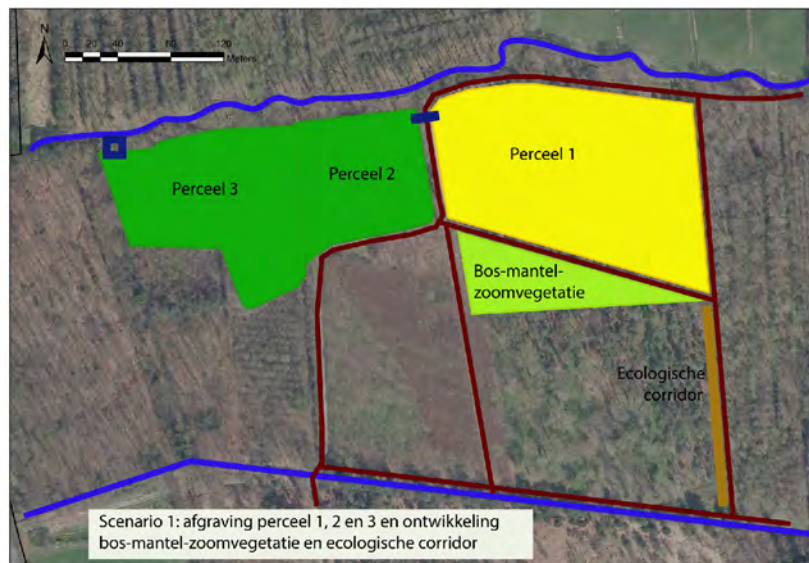 N
0 20 40 80 120
Meters
Perceel 1
Perceel 2
Perceel 3
Bos-mantel-
zoomvegetatie
Ecologische
corridor
Scenario 1: afgraving perceel 1, 2 en 3 en ontwikkeling
bos-mantel-zoomvegetatie en ecologische corridor